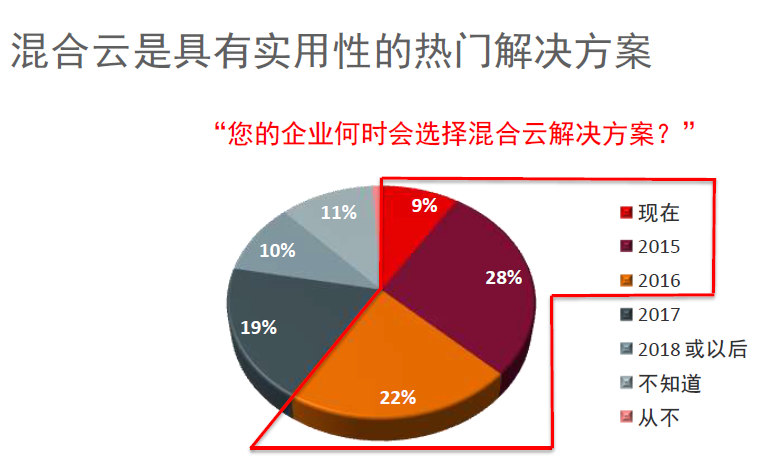 混合云是具有实用性的热门解决方案
“您的企业何时会选择混合云解决方案？”
11%
9%
10%
28%
19%
22%
现在
2015
2016
2017
2018 或以后
不知道
从不